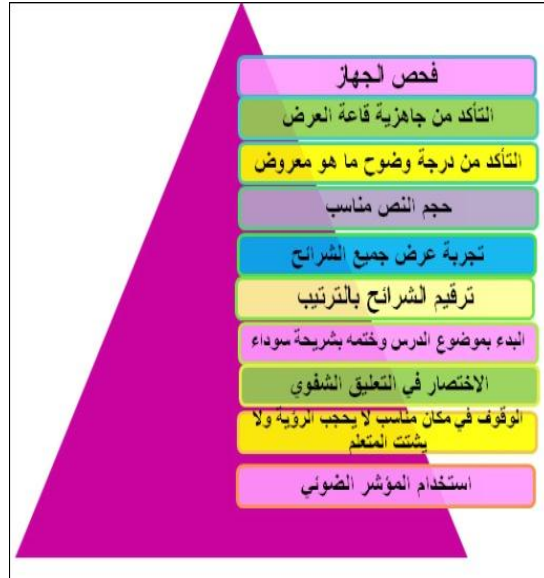 فحص الجهاز
التأكد من جاهزية قاعة العرض
التأكد من درجة وضوح ما هو معروض
حجم النص مناسب
تجربة عرض جميع الشرائح
ترقيم الشرائح بالترتيب
البدء بموضوع الدرس وختمه بشريحة سوداء
الاختصار في التعليق الشفوي
الوقوف في مكان مناسب لا يحجب الرؤية ولا
يشتت المتعلم
استخدام المؤشر الضوئي